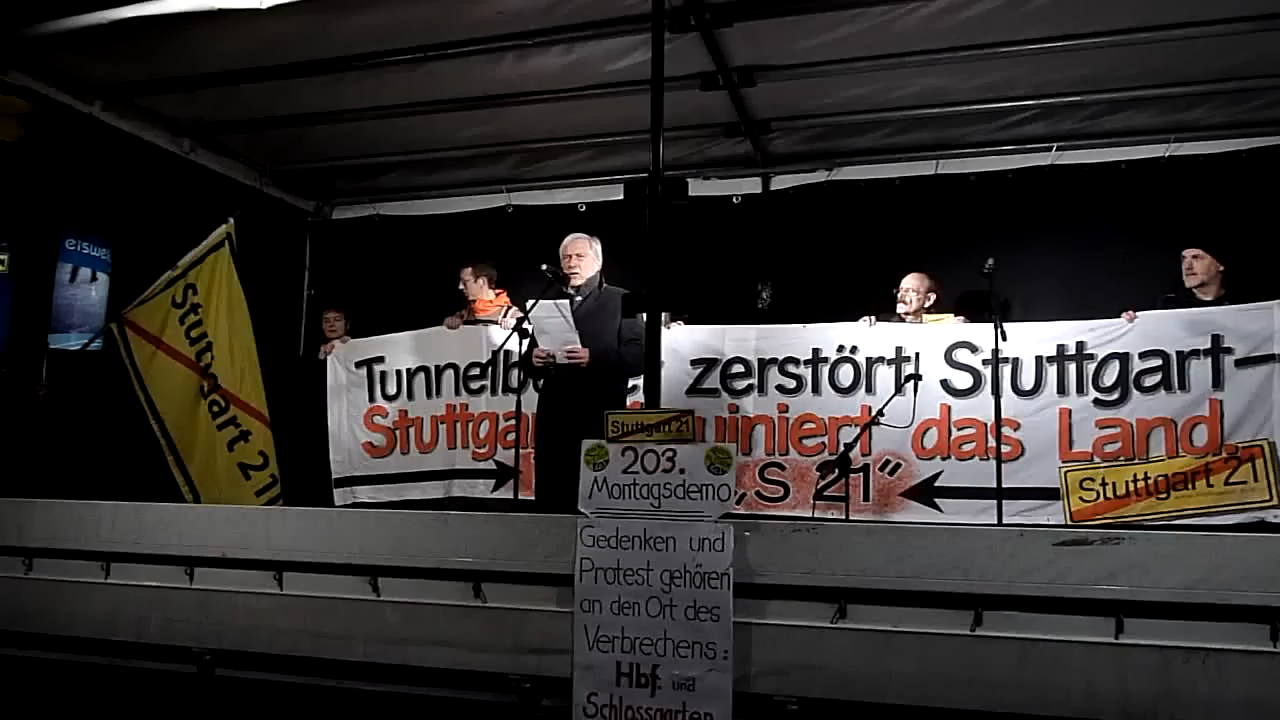 eiswe
Stuttgart 21
Tunnelb zerstört Stuttgart-
Stuttga uiniert das Land.
„S 21“
Stuttgart 21
Stuttgart 21
203.
Montagsdemo
Gedenken und
Protest gehören
an den Ort des
Verbrechens:
Hbf. und
Schlossgarten